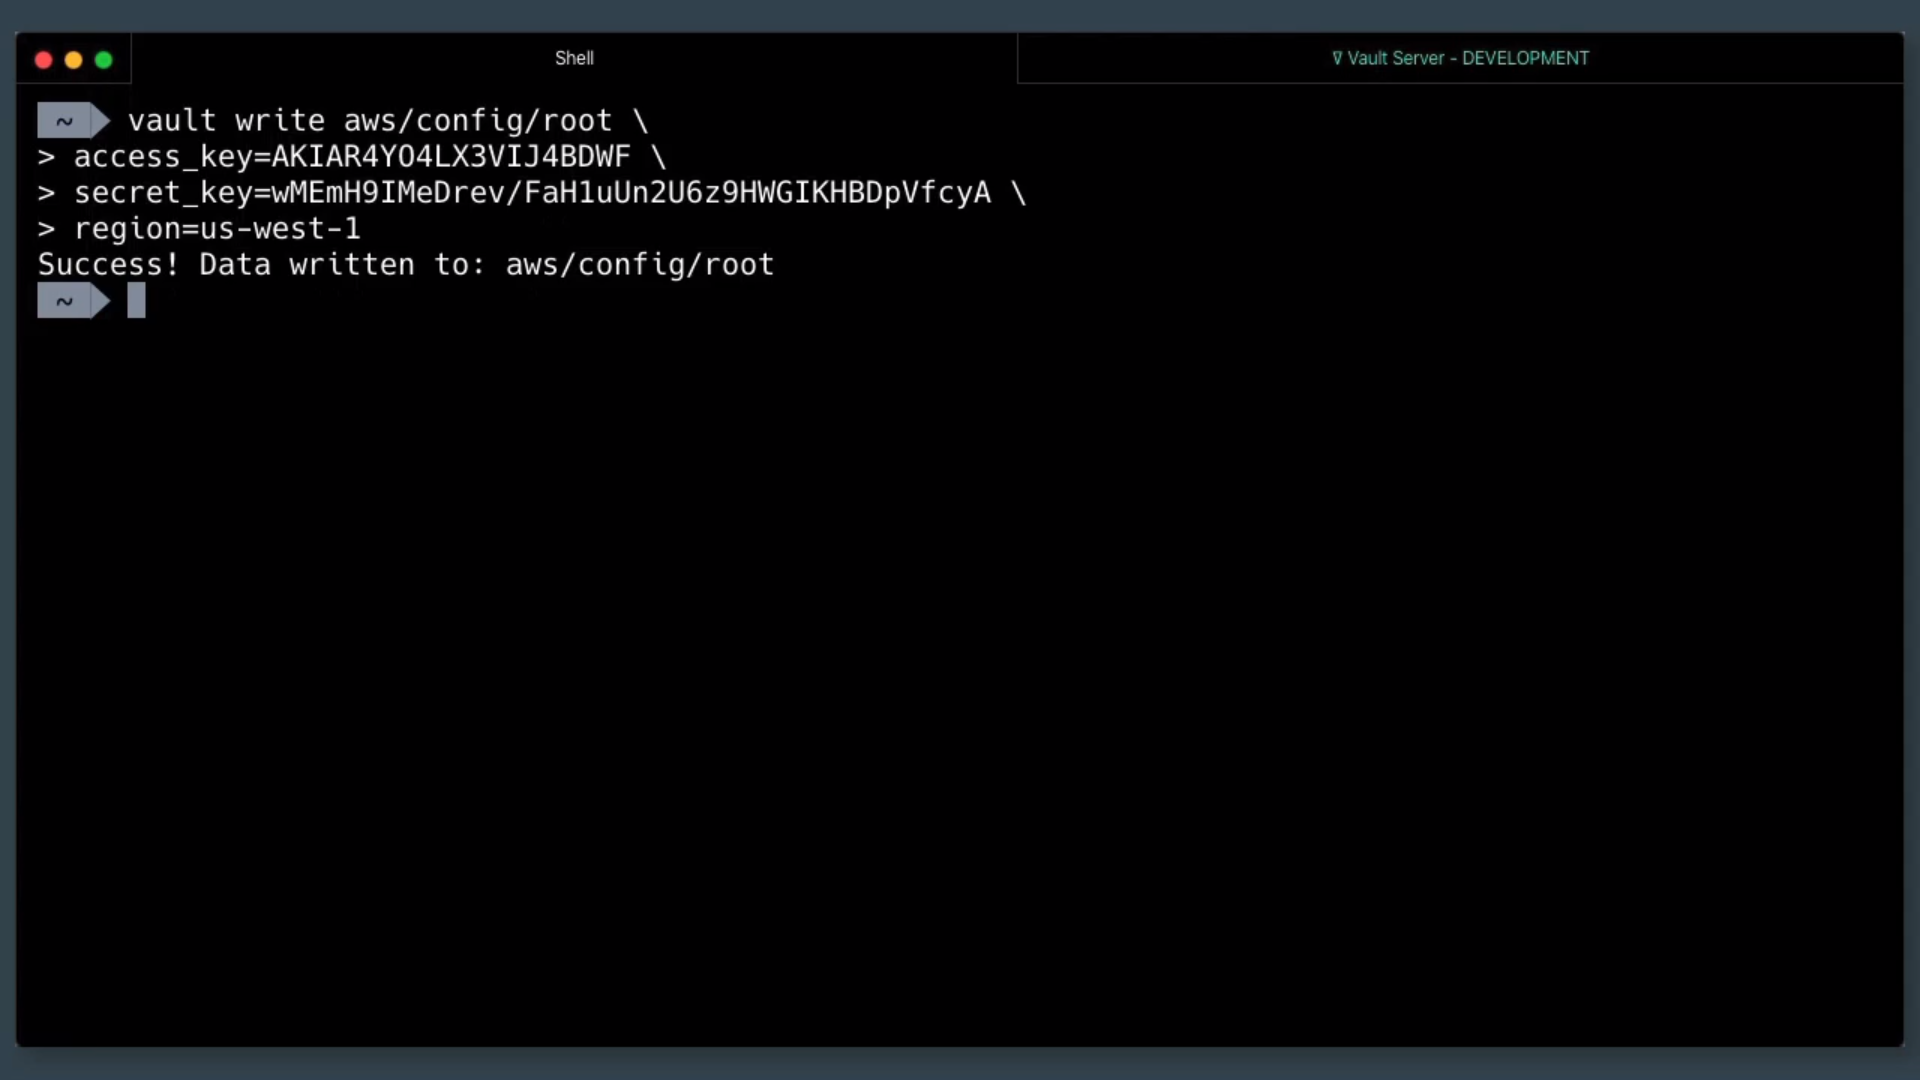 Shell
∇ Vault Server - DEVELOPMENT
~ vault write aws/config/root \
> access_key=AKIAR4YO4LX3VIJ4BDWF \
> secret_key=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 \
> region=us-west-1
Success! Data written to: aws/config/root
~